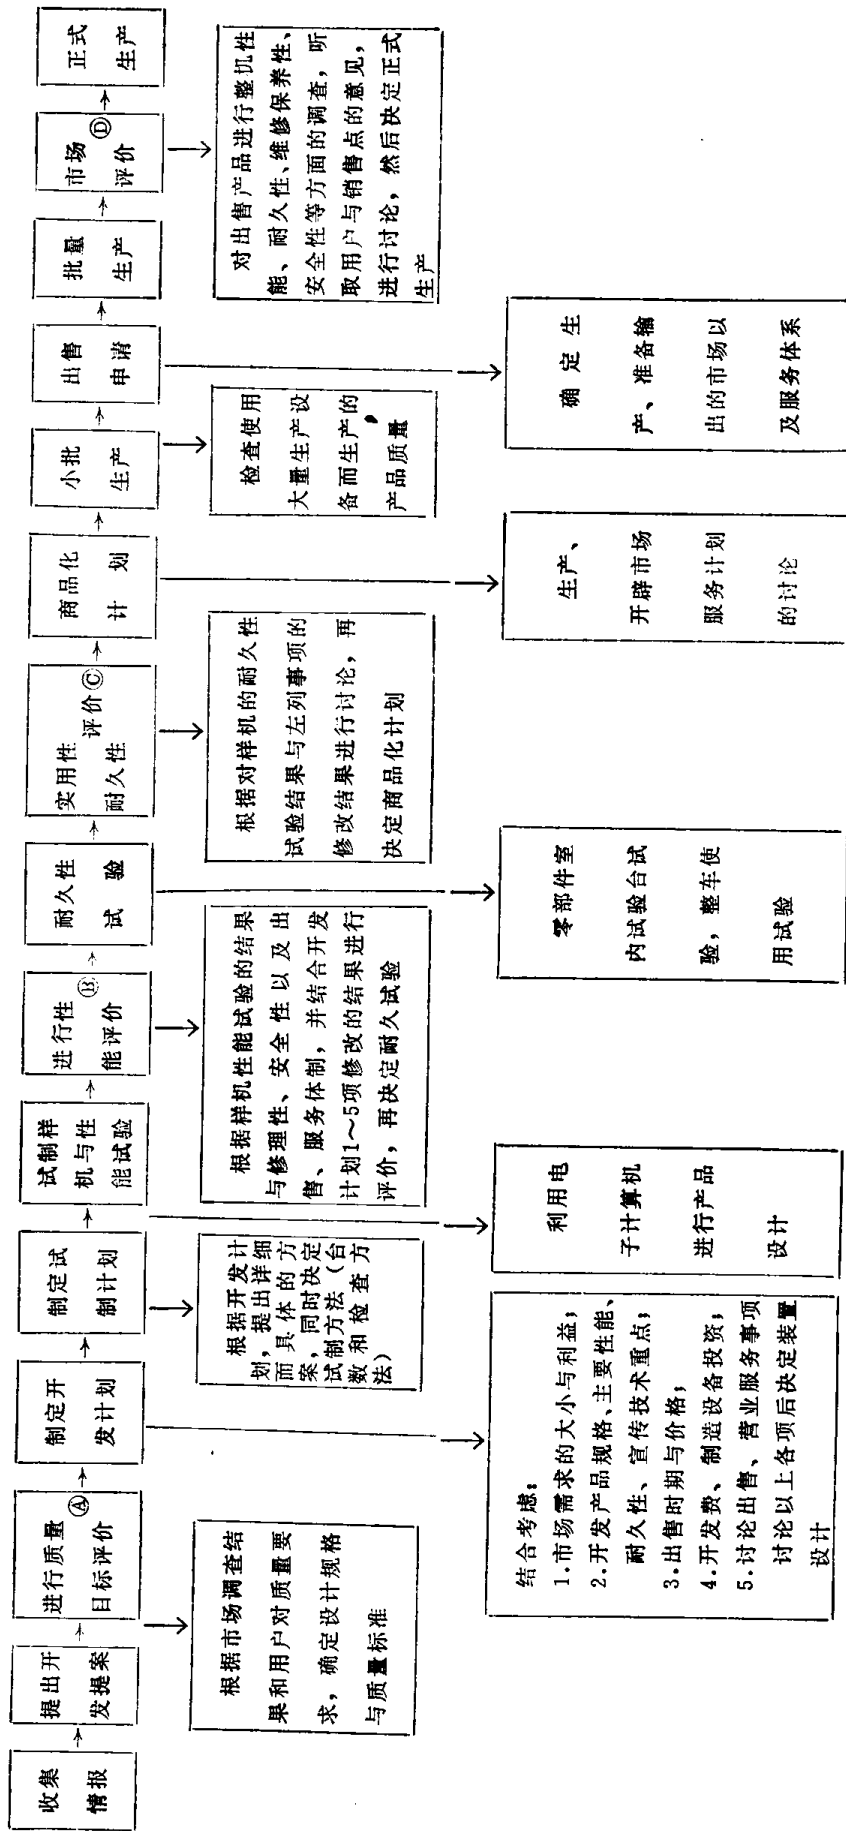 收集
情报
提出开
发提案
进行质量
Ⓐ
目标评价
制定开
发计划
制定试
制计划
试制样
机与性
能试验
进行性
Ⓑ
能评价
耐久性
试验
实用性
评价Ⓒ
耐久性
商品化
计划
小批
生产
出售
申请
批量
生产
市场
Ⓓ
评价
正式
生产
根据市场调查结
果和用户对质量要
求，确定设计规格
与质量标准
根据开发计
划，提出详细
而具体的方
案，同时决定
试制方法（台
数和检查方
法）
根据样机性能试验的结果
与修理性、安全性以及出
售、服务体制，并结合开发
计划1～5项修改的结果进行
评价，再决定耐久试验
根据对样机的耐久性
试验结果与左列事项的
修改结果进行讨论，再
决定商品化计划
检查使用
大量生产设
备而生产的
产品质量
对出售产品进行整机性
能、耐久性、维修保养性、
安全性等方面的调查，听
取用户与销售点的意见，
进行讨论，然后决定正式
生产
结合考虑：
1.市场需求的大小与利益；
2.开发产品规格、主要性能、
耐久性、宣传技术重点；
3.出售时期与价格；
4.开发费、制造设备投资；
5.讨论出售、营业服务事项
讨论以上各项后决定装置
设计
利用电
子计算机
进行产品
设计
零部件室
内试验台试
验，整车使
用试验
生产、
开辟市场
服务计划
的讨论
确定生
产、准备输
出的市场以
及服务体系